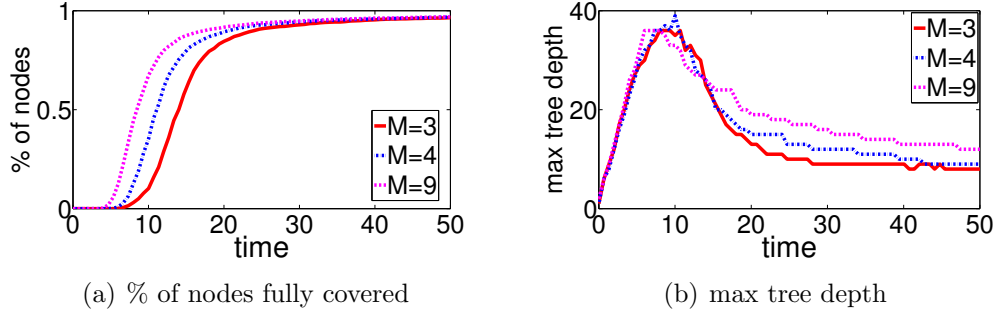 % of nodes
1
0.5
0
0 10 20 30 40 50
time
M=3
M=4
M=9
(a) % of nodes fully covered
max tree depth
40
20
0
0 10 20 30 40 50
time
M=3
M=4
M=9
(b) max tree depth